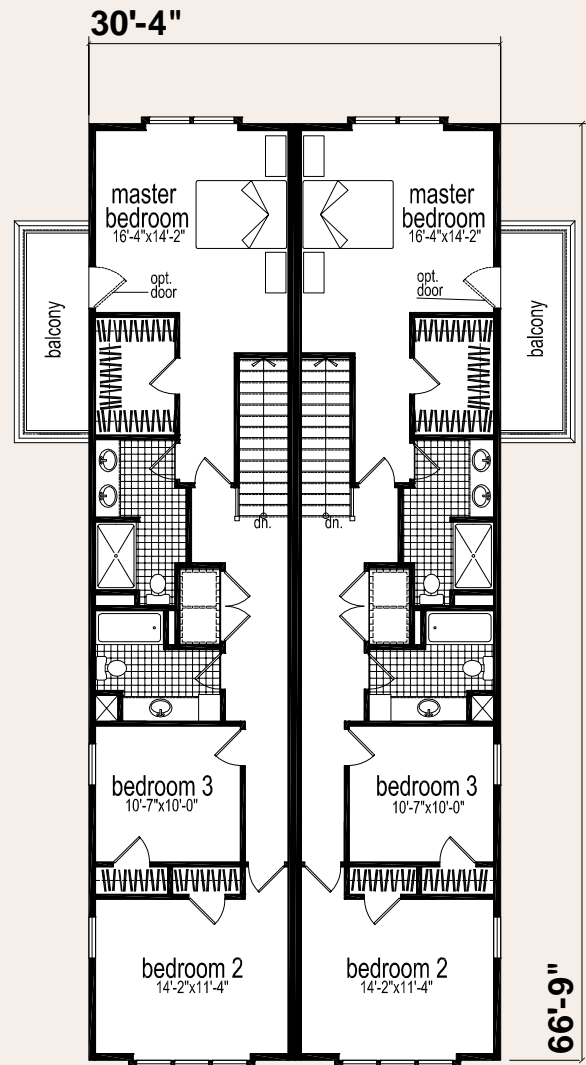 30'-4"
master
bedroom
16'-4"x14'-2"
master
bedroom
16'-4"x14'-2"
opt.
door
opt.
door
balcony
balcony
dn.
dn.
bedroom 3
10'-7"x10'-0"
bedroom 3
10'-7"x10'-0"
bedroom 2
14'-2"x11'-4"
bedroom 2
14'-2"x11'-4"
66'-9"